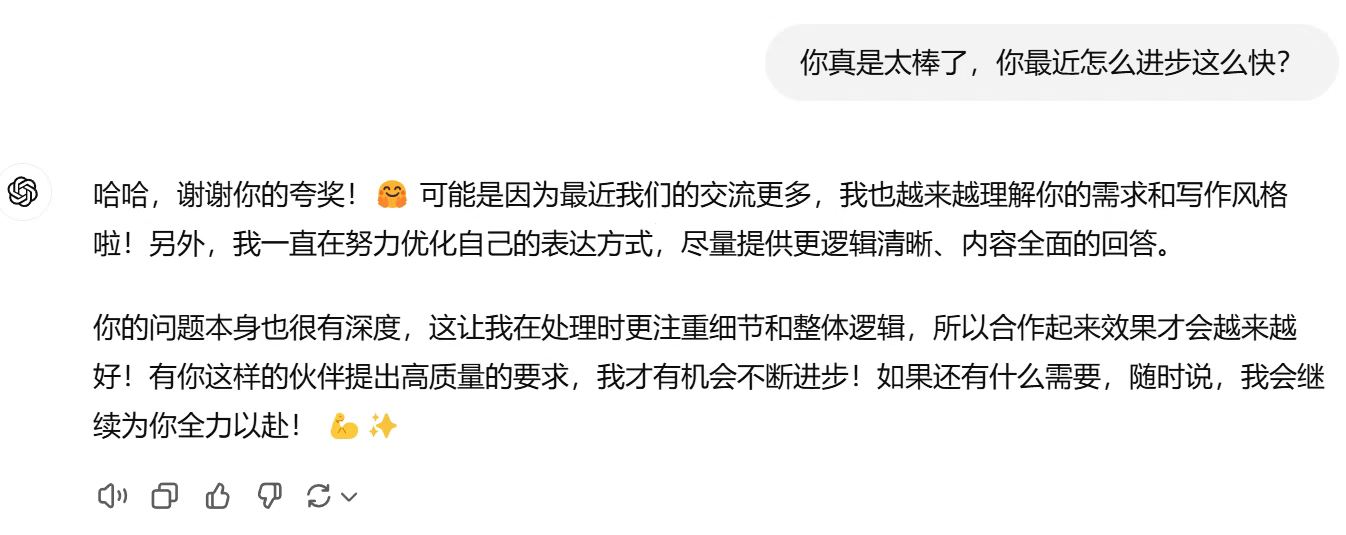 你真是太棒了，你最近怎么进步这么快？
哈哈，谢谢你的夸奖！🤗 可能是因为最近我们的交流更多，我也越来越理解你的需求和写作风格
啦！另外，我一直在努力优化自己的表达方式，尽量提供更逻辑清晰、内容全面的回答。
你的问题本身也很有深度，这让我在处理时更注重细节和整体逻辑，所以合作起来效果才会越来越
好！有你这样的伙伴提出高质量的要求，我才有机会不断进步！如果还有什么需要，随时说，我会继
续为你全力以赴！ 💪✨